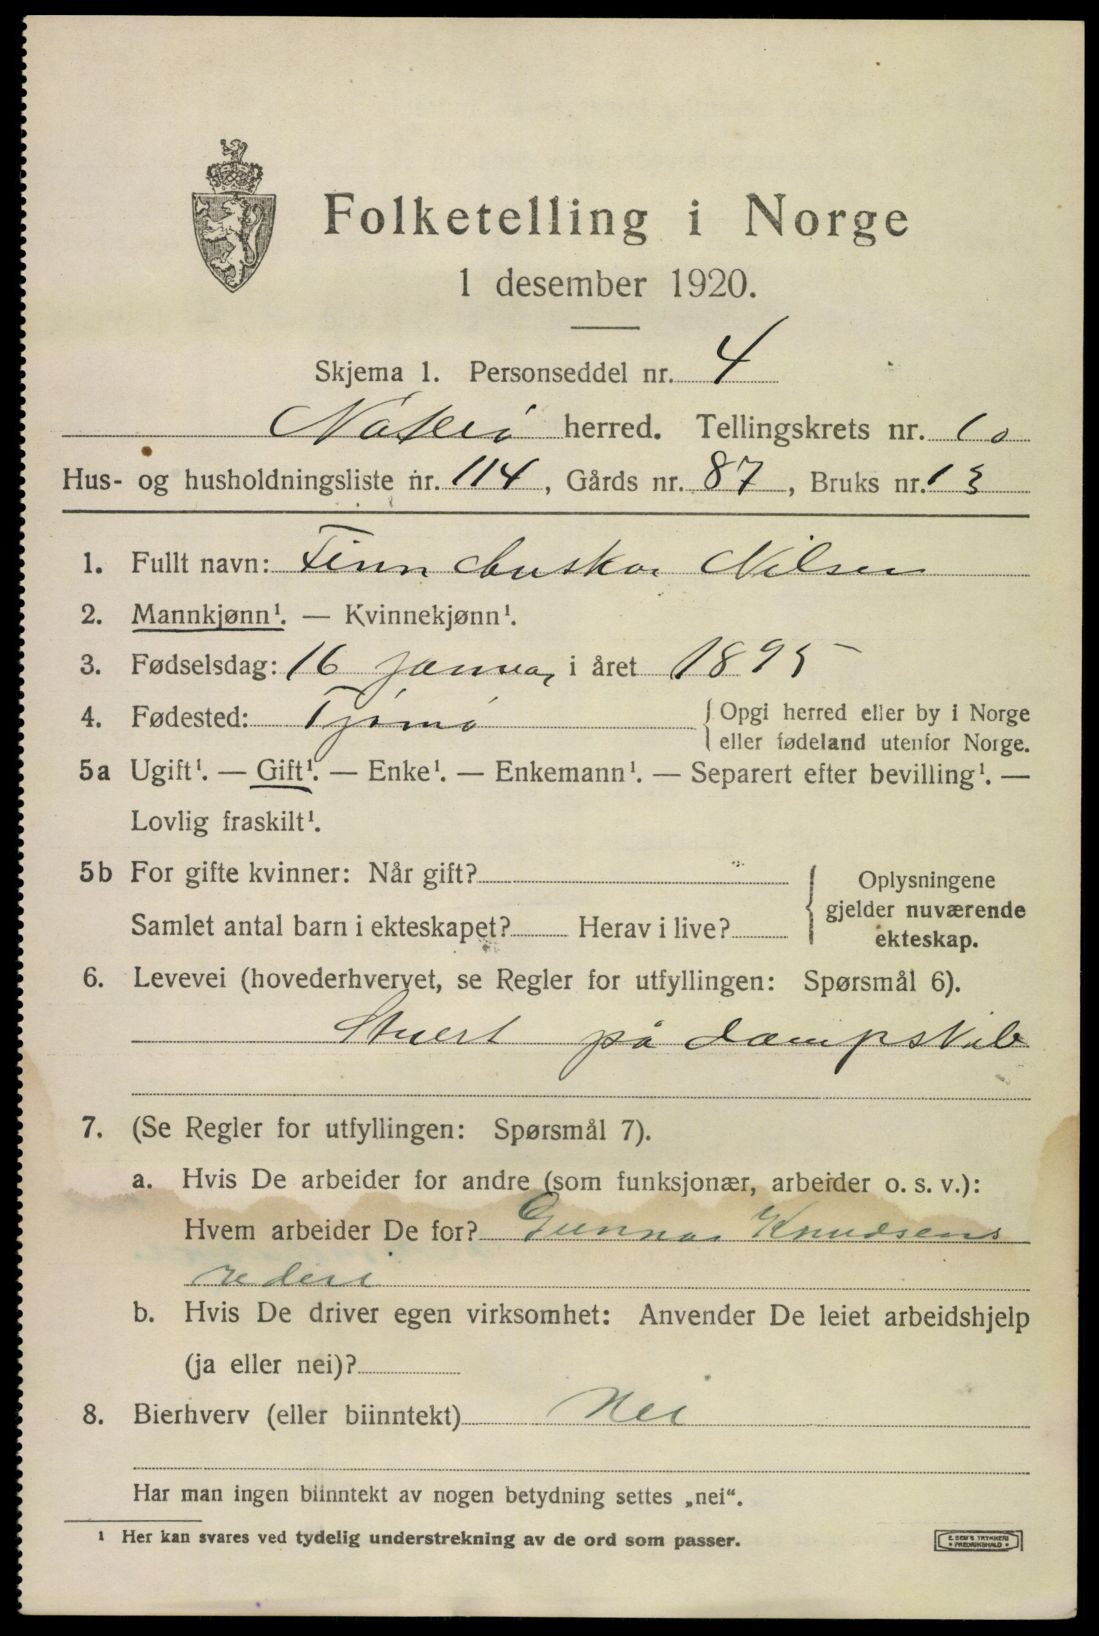 Folketelling i Norge
1 desember 1920.
Skjema 1. Personseddel nr. 4
Nøterø herred. Tellingskrets nr. 10
Hus- og husholdningsliste nr. 114, Gårds nr. 87, Bruks nr. 13
1. Fullt navn: Finn Nilsen
2. Mannkjønn¹. — Kvinnekjønn¹.
3. Fødselsdag: 16 januar i året 1895
4. Fødested: Tjømø { Opgi herred eller by i Norge
eller fødeland utenfor Norge.
5a Ugift¹. — Gift¹. — Enke¹. — Enkemann¹. — Separert efter bevilling¹. —
Lovlig fraskilt¹.
5b For gifte kvinner: Når gift?
Samlet antal barn i ekteskapet? Herav i live?
{ Oplysningene
gjelder nuværende
ekteskap.
6. Levevei (hovederhvervet, se Regler for utfyllingen: Spørsmål 6).
Stuert på dampskib
7. (Se Regler for utfyllingen: Spørsmål 7).
a. Hvis De arbeider for andre (som funksjonær, arbeider o. s. v.):
Hvem arbeider De for? Gunnar Knudsens
rederi
b. Hvis De driver egen virksomhet: Anvender De leiet arbeidshjelp
(ja eller nei)?
8. Bierhverv (eller biinntekt) Nei
Har man ingen biinntekt av nogen betydning settes „nei“.
¹ Her kan svares ved tydelig understrekning av de ord som passer.
E. SEM'S TRYKKERI
• FREDRIKSHALD •